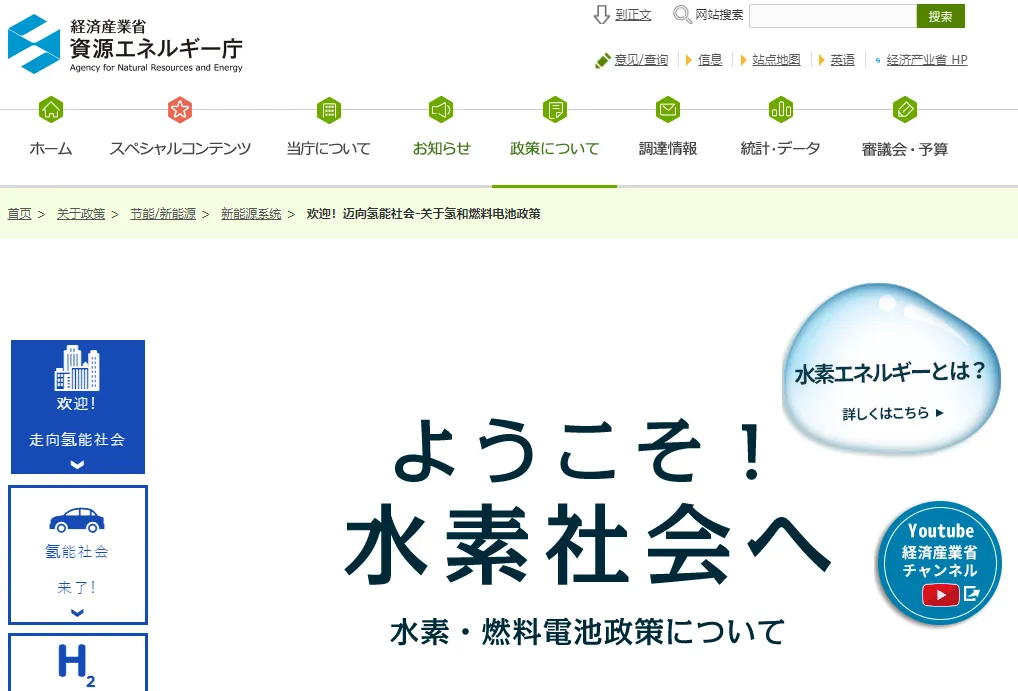 経済産業省
資源エネルギー庁
Agency for Natural Resources and Energy
到正文
网站搜索
搜索
意见/查询
信息
站点地图
英语
经济产业省 HP
ホーム
スペシャルコンテンツ
当庁について
お知らせ
政策について
調達情報
統計・データ
審議会・予算
首页 > 关于政策 > 节能/新能源 > 新能源系统 > 欢迎！迈向氢能社会-关于氢和燃料电池政策
水素エネルギーとは？
詳しくはこちら ▶
欢迎！
走向氢能社会
ようこそ！
水素社会へ
水素・燃料電池政策について
氢能社会
来了！
Youtube
経済産業省
チャンネル
H2